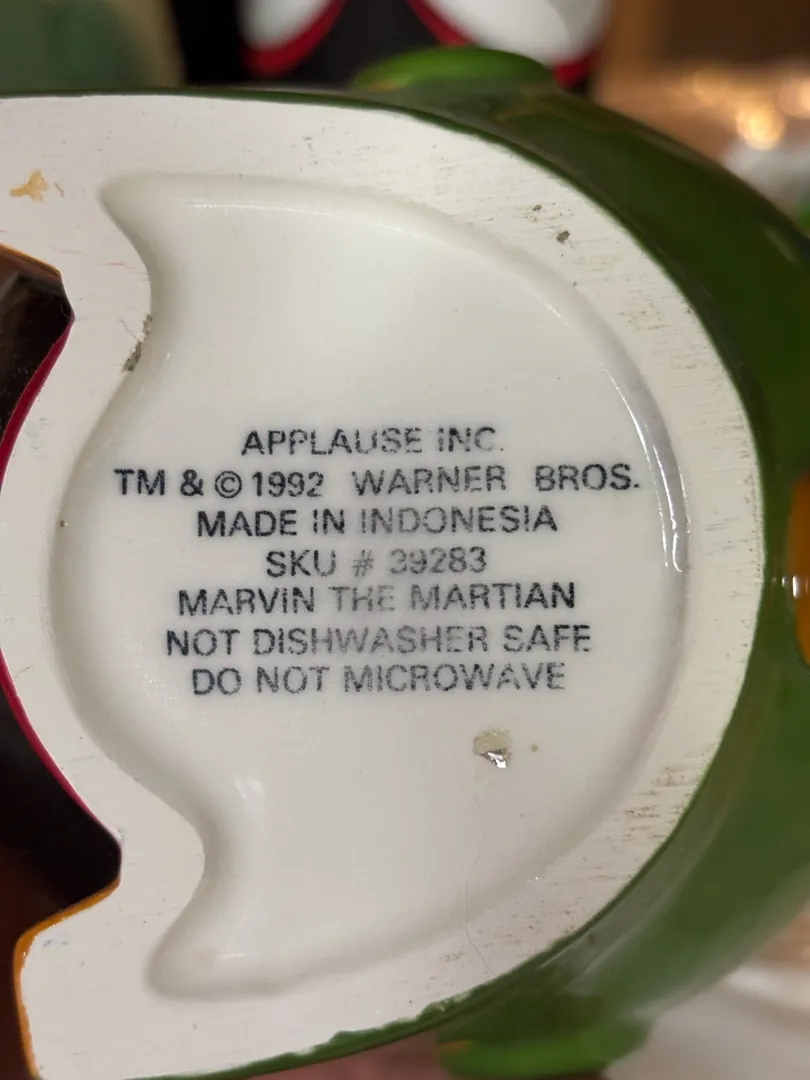 APPLAUSE INC.
TM & © 1992 WARNER BROS.
MADE IN INDONESIA
SKU # 39283
MARVIN THE MARTIAN
NOT DISHWASHER SAFE
DO NOT MICROWAVE